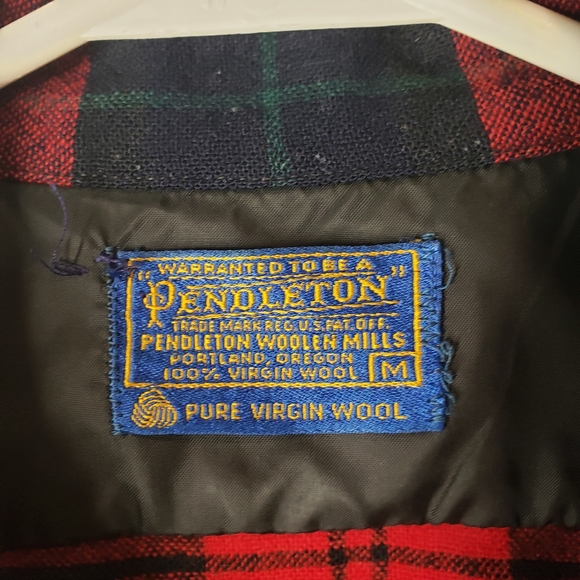 WARRANTED TO BE A
"PENDLETON"
TRADE MARK REG. U.S. PAT. OFF.
PENDLETON WOOLEN MILLS
PORTLAND, OREGON
100% VIRGIN WOOL M
PURE VIRGIN WOOL